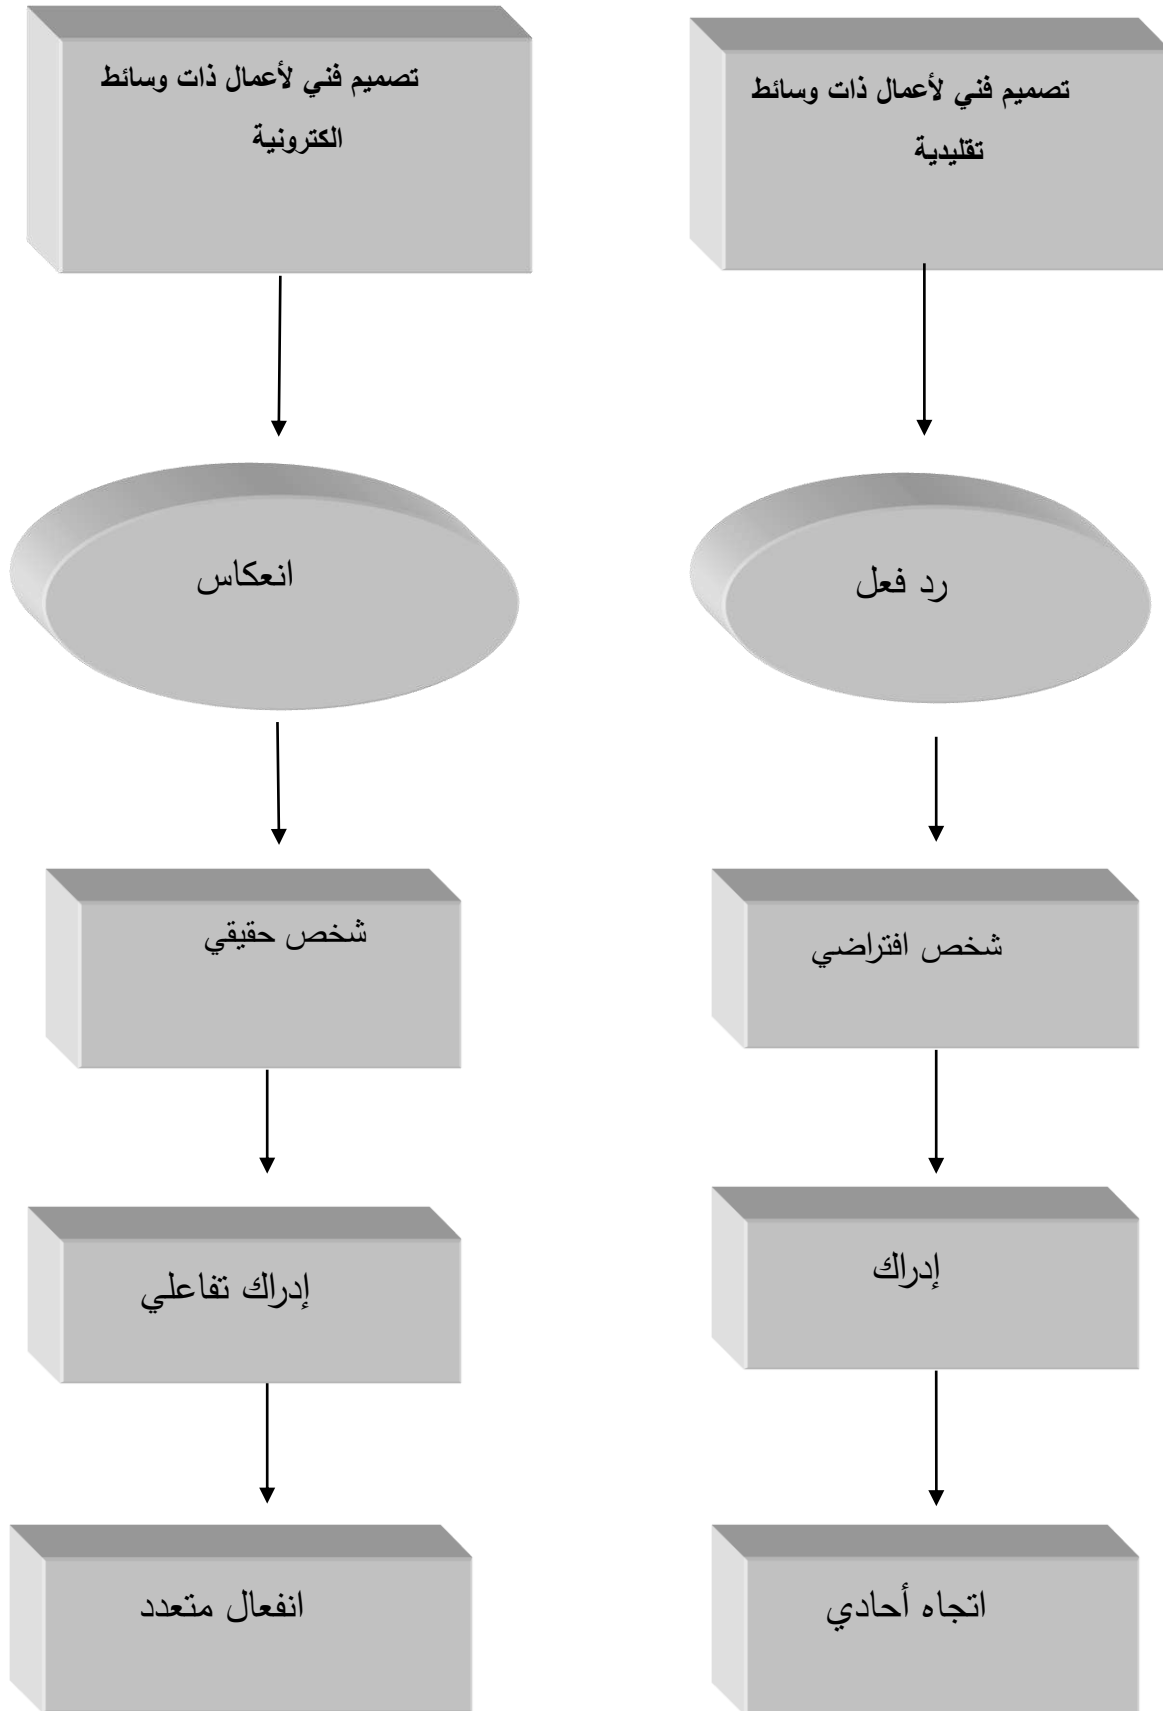 تصميم فني لأعمال ذات وسائط
تقليدية
رد فعل
شخص افتراضي
إدراك
اتجاه أحادي
تصميم فني لأعمال ذات وسائط
الكترونية
انعكاس
شخص حقيقي
إدراك تفاعلي
انفعال متعدد